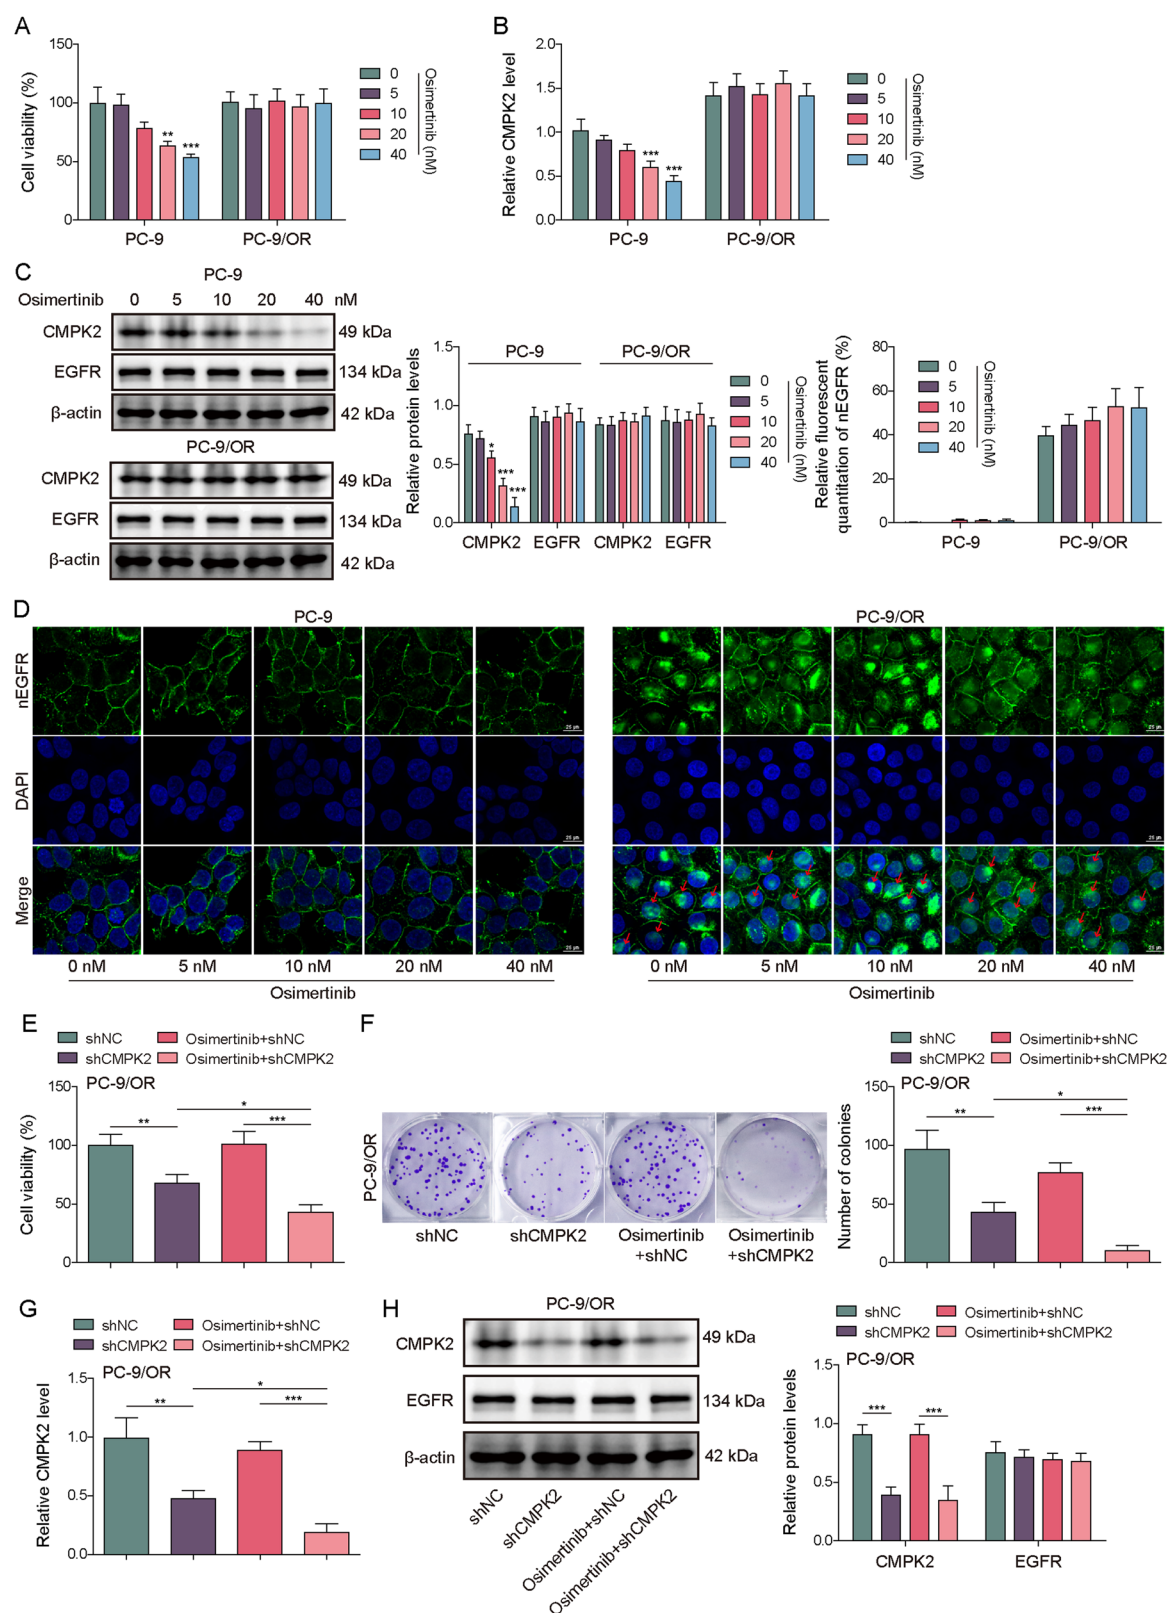 A
Cell viability (%)
150
100
50
0
**
***
PC-9
PC-9/OR
0
5
10
20
40
Osimertinib (nM)
B
Relative CMPK2 level
2.0
1.5
1.0
0.5
0.0
***
***
PC-9
PC-9/OR
0
5
10
20
40
Osimertinib (nM)
C
PC-9
Osimertinib 0 5 10 20 40 nM
CMPK2 49 kDa
EGFR 134 kDa
β-actin 42 kDa
PC-9/OR
CMPK2 49 kDa
EGFR 134 kDa
β-actin 42 kDa
Relative protein levels
1.5
1.0
0.5
0.0
PC-9
PC-9/OR
*
***
***
CMPK2 EGFR CMPK2 EGFR
0
5
10
20
40
Osimertinib (nM)
Relative fluorescent
quantitation of nEGFR (%)
80
60
40
20
0
0
5
10
20
40
Osimertinib (nM)
PC-9
PC-9/OR
D
PC-9
PC-9/OR
nEGFR
25 μm
25 μm
DAPI
25 μm
25 μm
Merge
25 μm
25 μm
0 nM 5 nM 10 nM 20 nM 40 nM
Osimertinib
0 nM 5 nM 10 nM 20 nM 40 nM
Osimertinib
E
shNC
Osimertinib+shNC
shCMPK2
Osimertinib+shCMPK2
PC-9/OR
Cell viability (%)
150
100
50
0
**
*
***
F
PC-9/OR
shNC
shCMPK2
Osimertinib
+shNC
Osimertinib
+shCMPK2
shNC
Osimertinib+shNC
shCMPK2
Osimertinib+shCMPK2
PC-9/OR
Number of colonies
150
100
50
0
**
*
***
G
shNC
Osimertinib+shNC
shCMPK2
Osimertinib+shCMPK2
PC-9/OR
Relative CMPK2 level
1.5
1.0
0.5
0.0
**
*
***
H
PC-9/OR
CMPK2 49 kDa
EGFR 134 kDa
β-actin 42 kDa
shNC
shCMPK2
Osimertinib+shNC
Osimertinib+shCMPK2
shNC
Osimertinib+shNC
shCMPK2
Osimertinib+shCMPK2
PC-9/OR
Relative protein levels
1.5
1.0
0.5
0.0
***
***
CMPK2
EGFR